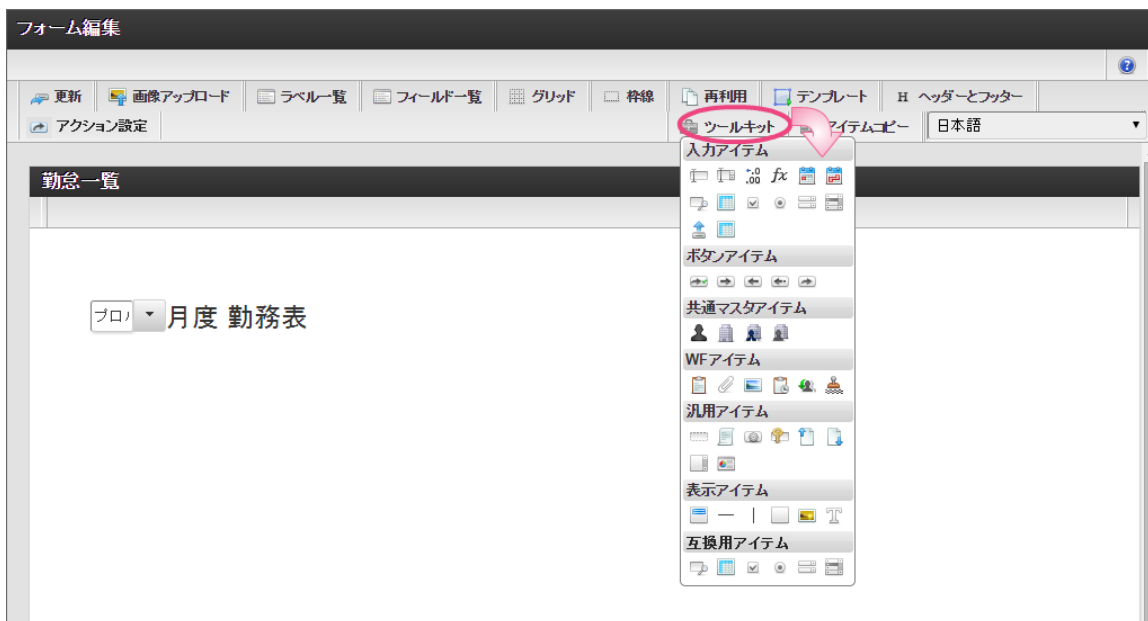 フォーム編集
更新 画像アップロード ラベル一覧 フィールド一覧 グリッド 枠線 再利用 テンプレート H ヘッダーとフッター
アクション設定 ツールキット アイテムコピー 日本語
入力アイテム
.00
fx
勤怠一覧
ボタンアイテム
共通マスタアイテム
月度 勤務表
WFアイテム
汎用アイテム
表示アイテム
T
互換用アイテム